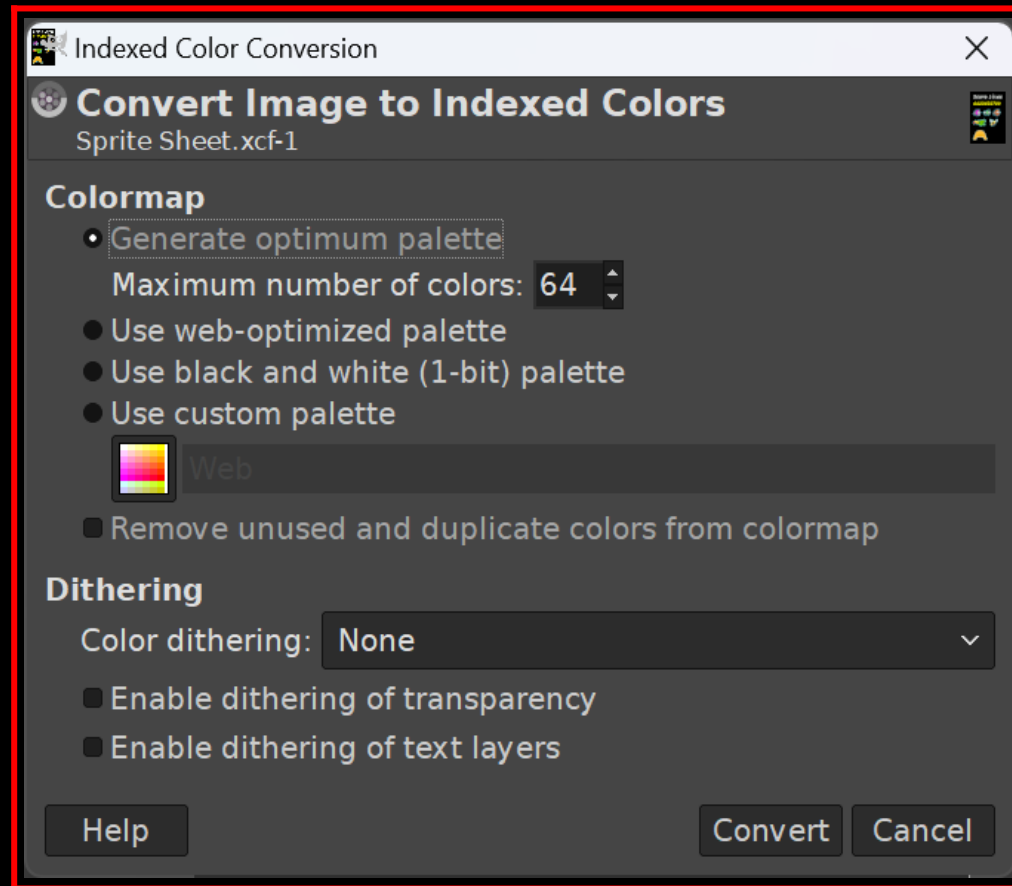 Indexed Color Conversion
Convert Image to Indexed Colors
Sprite Sheet.xcf-1
Colormap
Generate optimum palette
Maximum number of colors: 64
Use web-optimized palette
Use black and white (1-bit) palette
Use custom palette
Web
Remove unused and duplicate colors from colormap
Dithering
Color dithering: None
Enable dithering of transparency
Enable dithering of text layers
Help Convert Cancel